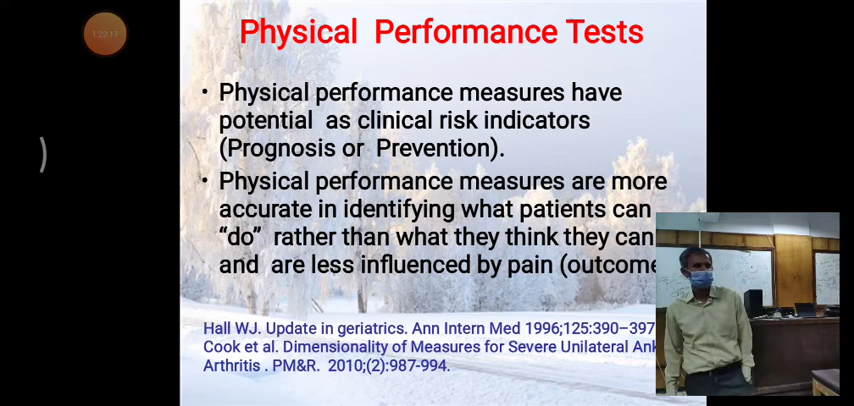 1:22:17
Physical Performance Tests
• Physical performance measures have
potential as clinical risk indicators
(Prognosis or Prevention).
• Physical performance measures are more
accurate in identifying what patients can
“do” rather than what they think they can
and are less influenced by pain (outcome
Hall WJ. Update in geriatrics. Ann Intern Med 1996;125:390–397
Cook et al. Dimensionality of Measures for Severe Unilateral Ank
Arthritis . PM&R. 2010;(2):987-994.